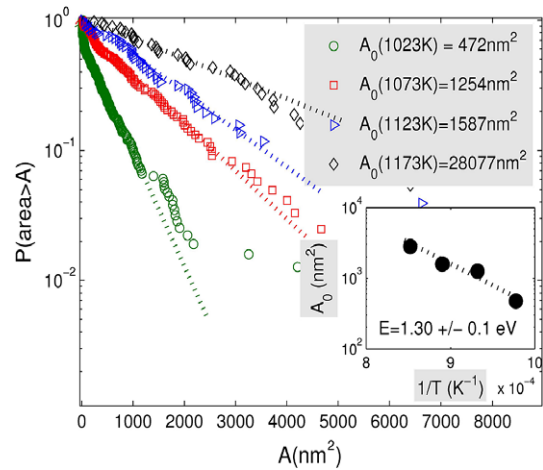 10^0
10^-1
10^-2
P(area>A)
A_0(1023K) = 472nm^2
A_0(1073K)=1254nm^2
A_0(1123K)=1587nm^2
A_0(1173K)=28077nm^2
10^4
10^3
10^2
A_0 (nm^2)
E=1.30 +/- 0.1 eV
8 9 10
1/T (K^-1) x 10^-4
0 1000 2000 3000 4000 5000 6000 7000 8000
A(nm^2)